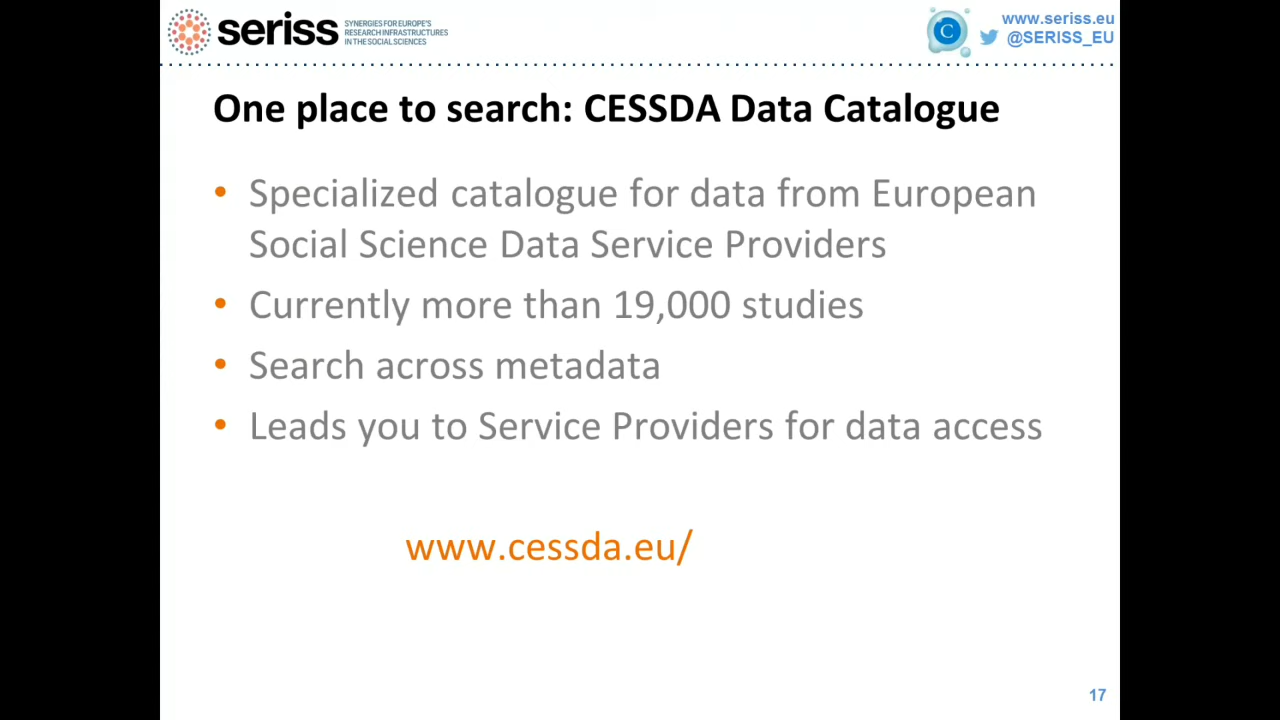 seriss
SYNERGIES FOR EUROPE'S
RESEARCH INFRASTRUCTURES
IN THE SOCIAL SCIENCES
C
www.seriss.eu
@SERISS_EU
One place to search: CESSDA Data Catalogue
• Specialized catalogue for data from European
Social Science Data Service Providers
• Currently more than 19,000 studies
• Search across metadata
• Leads you to Service Providers for data access
www.cessda.eu/
17